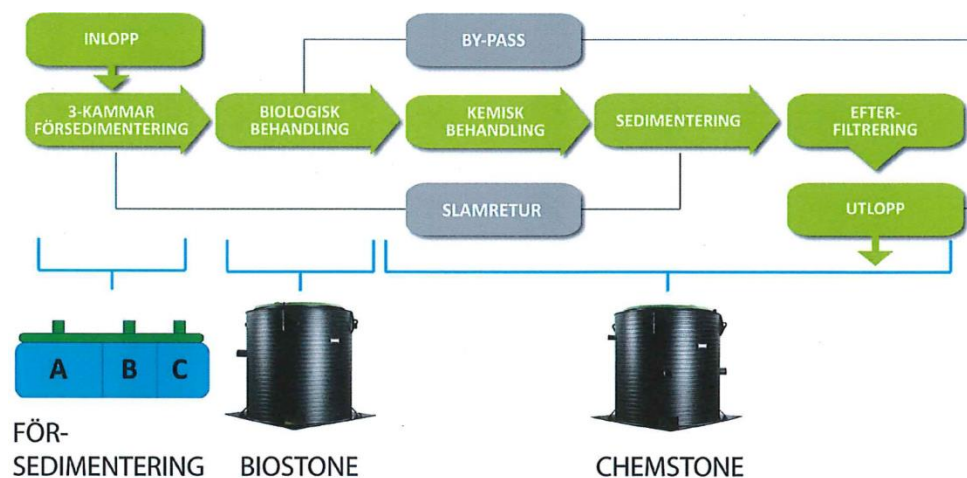 INLOPP
BY-PASS
3-KAMMAR
FÖRSEDIMENTERING
BIOLOGISK
BEHANDLING
KEMISK
BEHANDLING
SEDIMENTERING
EFTER-
FILTRERING
SLAMRETUR
UTLOPP
A B C
FÖR-
SEDIMENTERING
BIOSTONE
CHEMSTONE